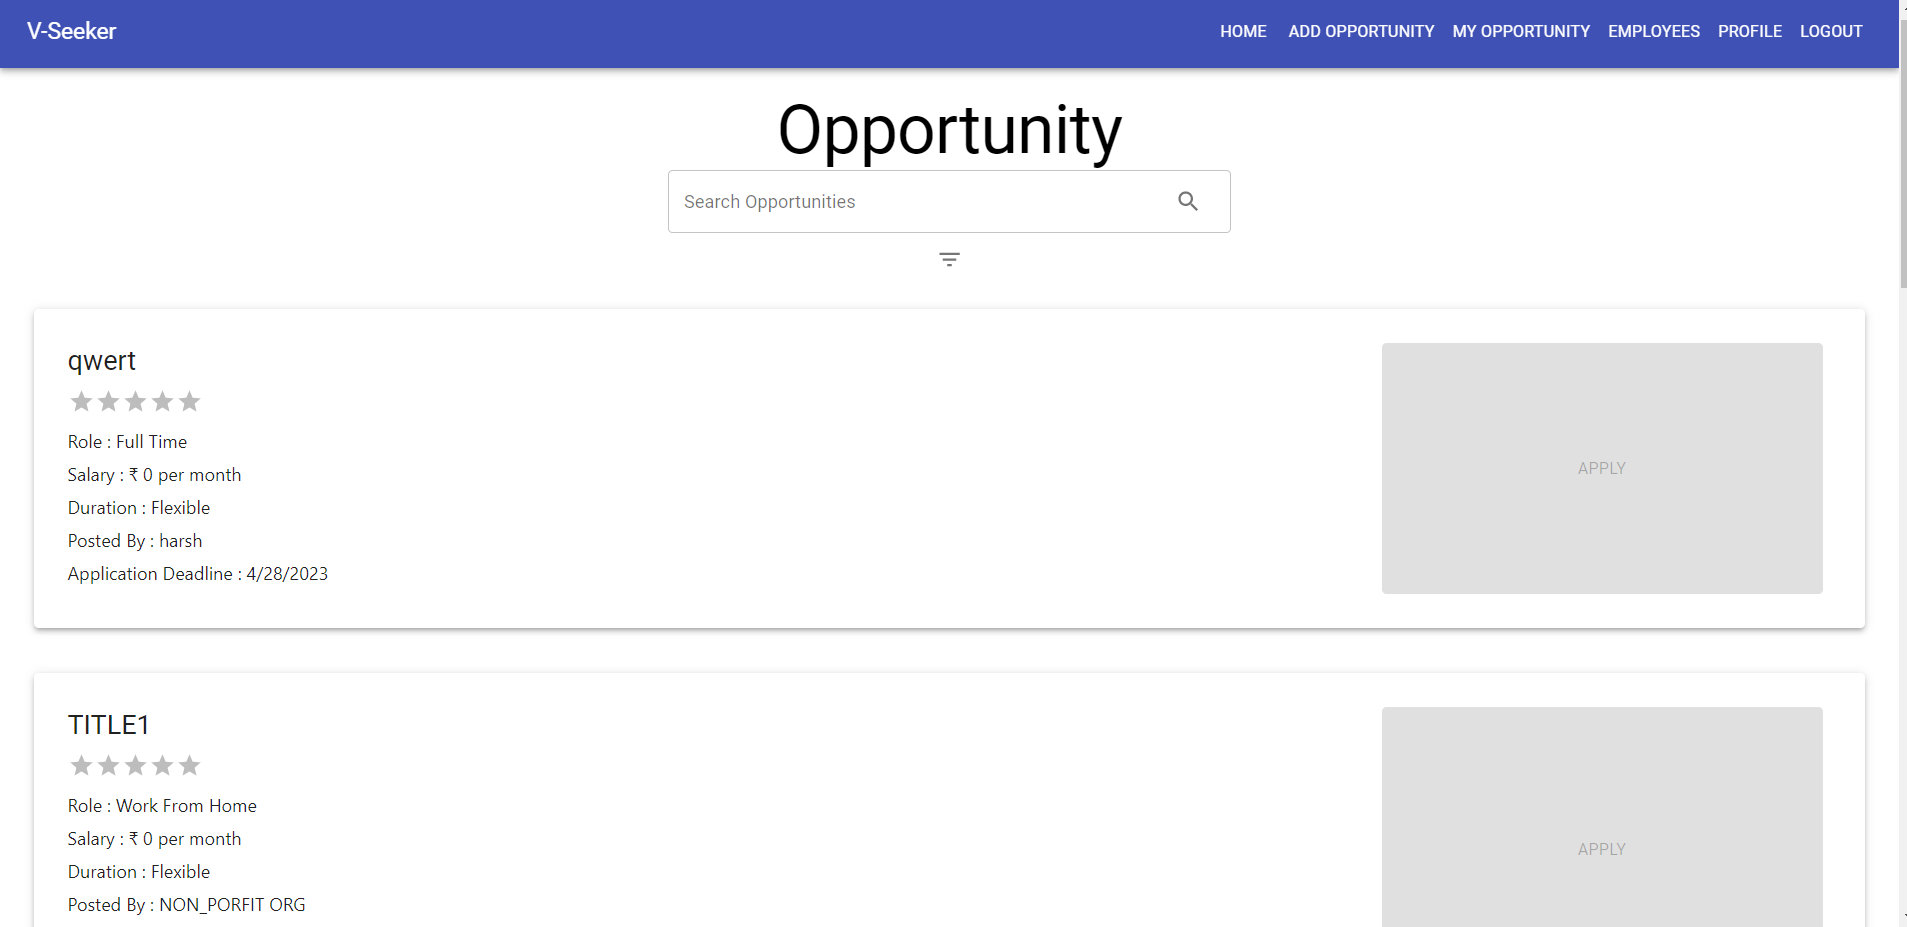 V-Seeker
HOME ADD OPPORTUNITY MY OPPORTUNITY EMPLOYEES PROFILE LOGOUT
Opportunity
Search Opportunities
qwert
Role : Full Time
Salary : ₹ 0 per month
Duration : Flexible
Posted By : harsh
Application Deadline : 4/28/2023
APPLY
TITLE1
Role : Work From Home
Salary : ₹ 0 per month
Duration : Flexible
Posted By : NON_PORFIT ORG
APPLY